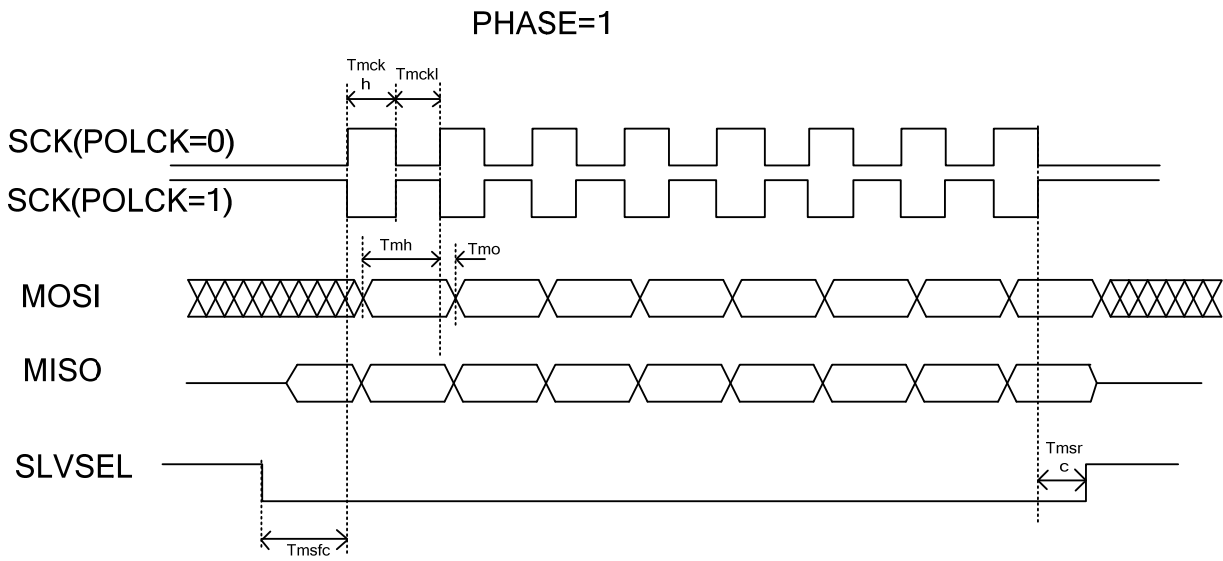 PHASE=1
Tmck
h
Tmckl
SCK(POLCK=0)
SCK(POLCK=1)
Tmh
Tmo
MOSI
MISO
SLVSEL
Tmsr
c
Tmsfc